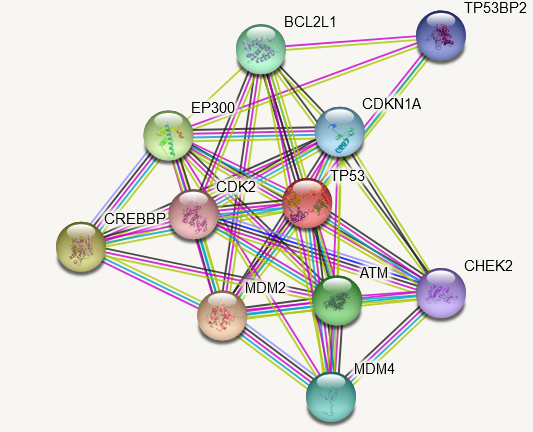 TP53BP2
BCL2L1
EP300
CDKN1A
TP53
CDK2
CREBBP
ATM
CHEK2
MDM2
MDM4